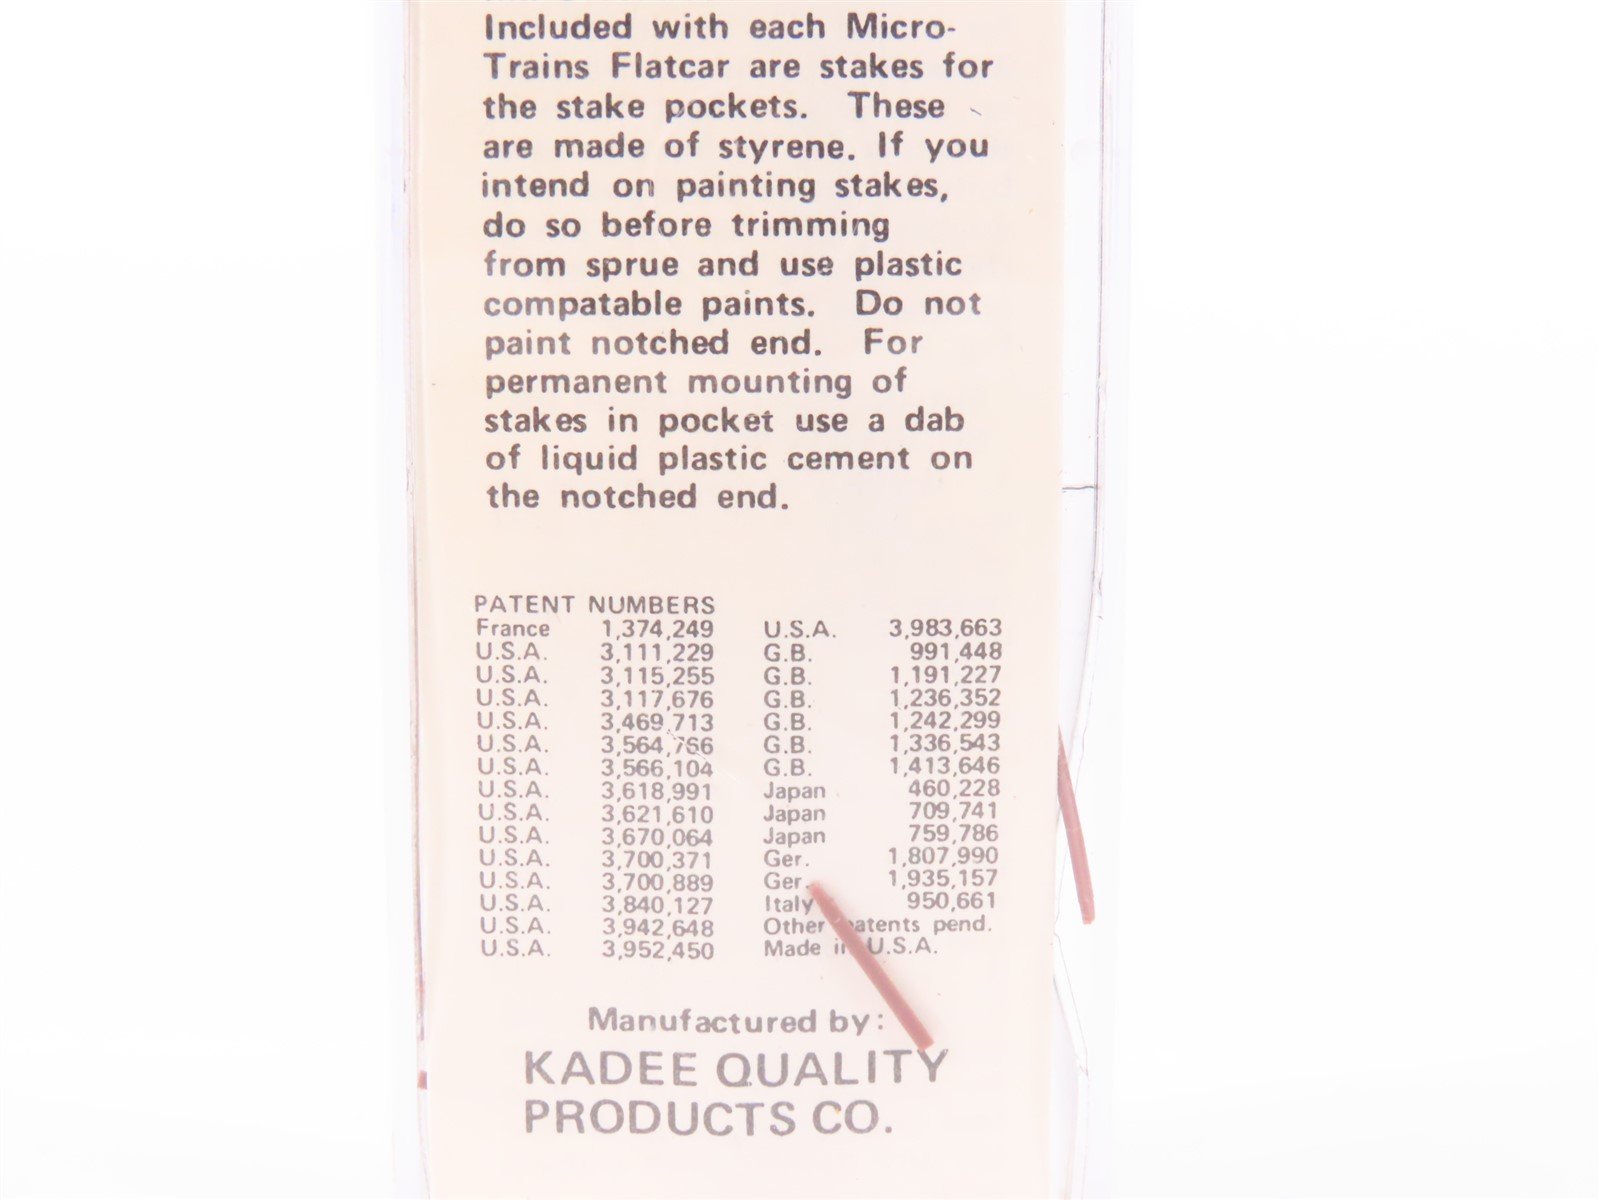 Included with each Micro-
Trains Flatcar are stakes for
the stake pockets. These
are made of styrene. If you
intend on painting stakes,
do so before trimming
from sprue and use plastic
compatable paints. Do not
paint notched end. For
permanent mounting of
stakes in pocket use a dab
of liquid plastic cement on
the notched end.
PATENT NUMBERS
France 1,374,249 U.S.A. 3,983,663
U.S.A. 3,111,229 G.B. 991,448
U.S.A. 3,115,255 G.B. 1,191,227
U.S.A. 3,117,676 G.B. 1,236,352
U.S.A. 3,469,713 G.B. 1,242,299
U.S.A. G.B. 1,336,543
U.S.A. 3,566,104 G.B. 1,413,646
U.S.A. 3,618,991 Japan 460,228
U.S.A. 3,621,610 Japan 709,741
U.S.A. 3,670,064 Japan 759,786
U.S.A. 3,700,371 Ger. 1,807,990
U.S.A. 3,700,889 Ger. 1,935,157
U.S.A. 3,840,127 Italy 950,661
U.S.A. 3,942,648 Other patents pend.
U.S.A. 3,952,450 Made in U.S.A.
Manufactured by:
KADEE QUALITY
PRODUCTS CO.